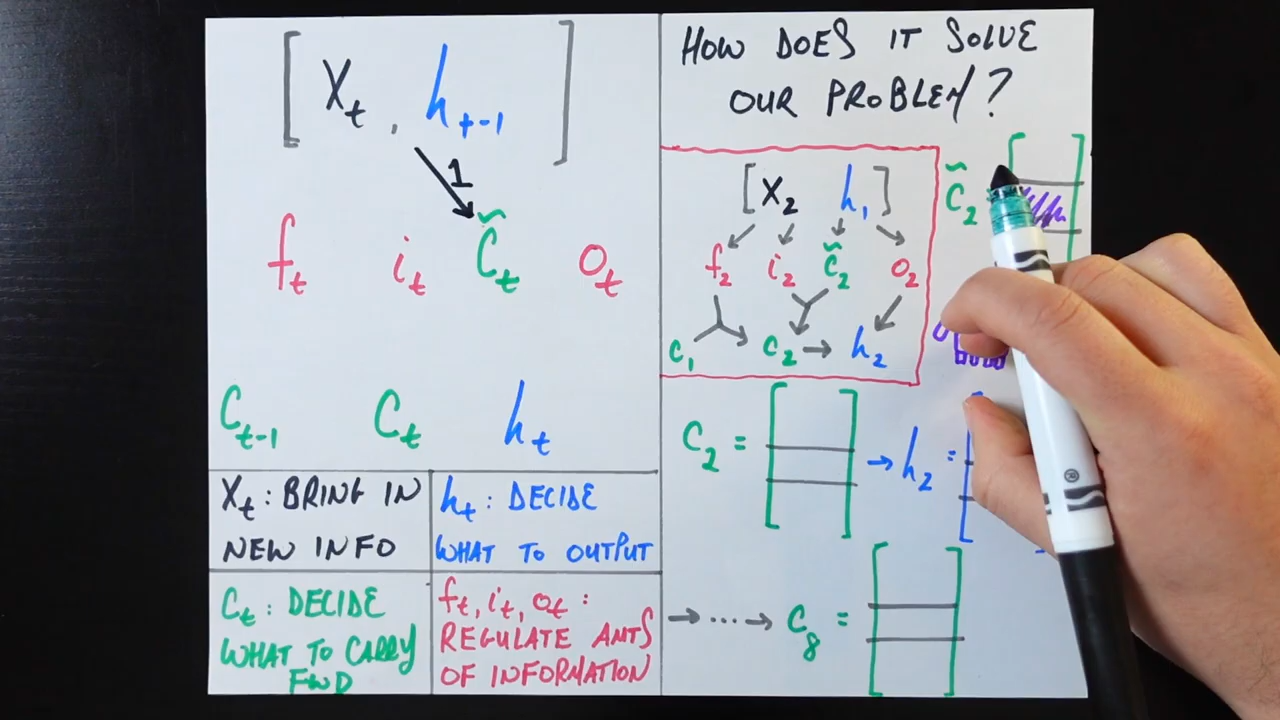 [Xₜ, hₜ₋₁]
1
fₜ iₜ C̃ₜ Oₜ
Cₜ₋₁ Cₜ hₜ
Xₜ: BRING IN
NEW INFO
hₜ: DECIDE
WHAT TO OUTPUT
Cₜ: DECIDE
WHAT TO CARRY
FWD
fₜ, iₜ, oₜ:
REGULATE AMTS
OF INFORMATION
HOW DOES IT SOLVE
OUR PROBLEM?
[X₂ h₁]
f₂ i₂ C̃₂ O₂
C₁ C₂ → h₂
C̃₂
C₂ = → h₂ =
→ ... → C₈ =